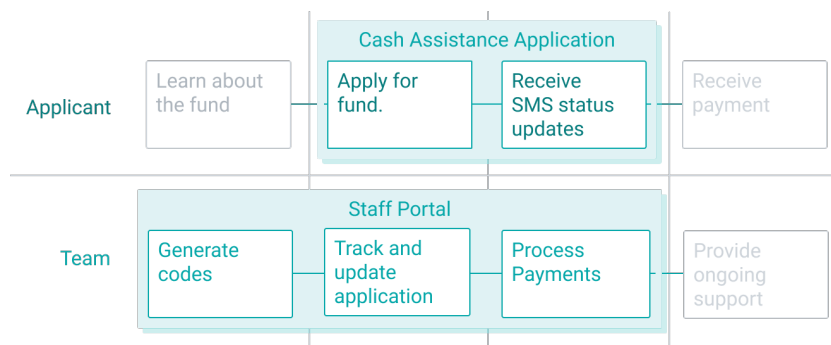 Cash Assistance Application
Applicant
Learn about
the fund
Apply for
fund.
Receive
SMS status
updates
Receive
payment
Staff Portal
Team
Generate
codes
Track and
update
application
Process
Payments
Provide
ongoing
support